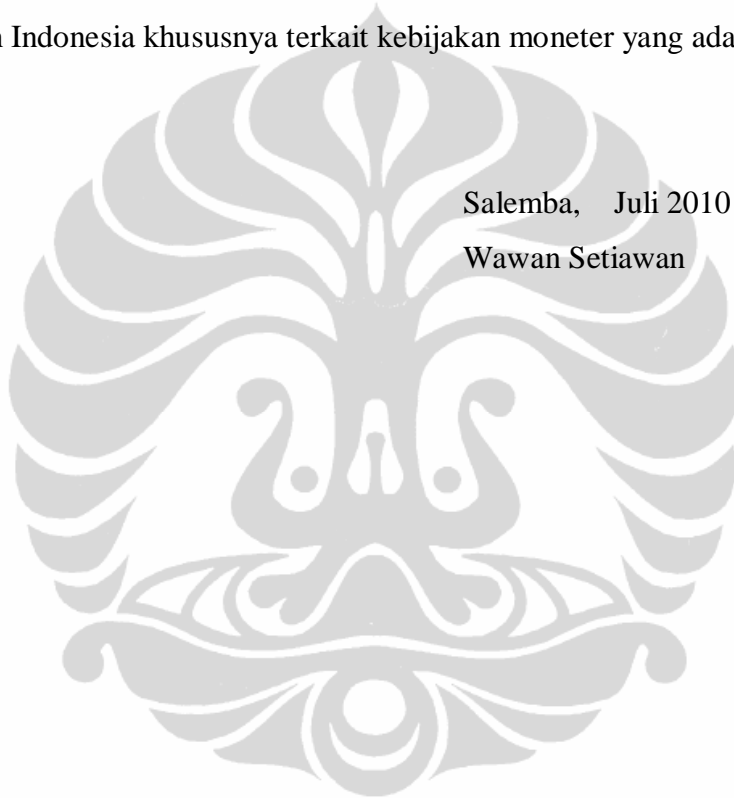 Indonesia khususnya terkait kebijakan moneter yang ada
Salemba, Juli 2010
Wawan Setiawan